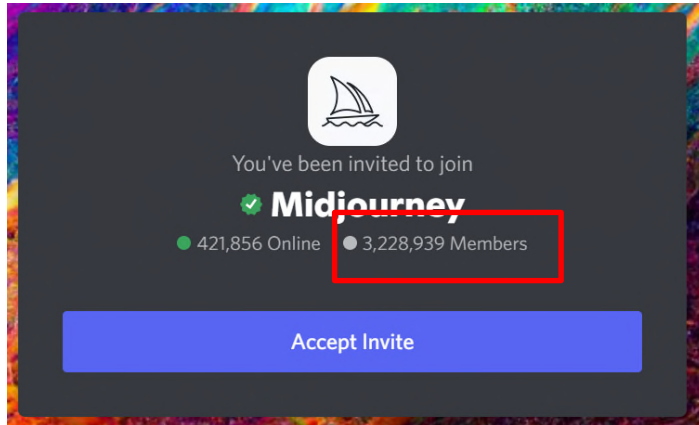 You've been invited to join
Midjourney
421,856 Online 3,228,939 Members
Accept Invite